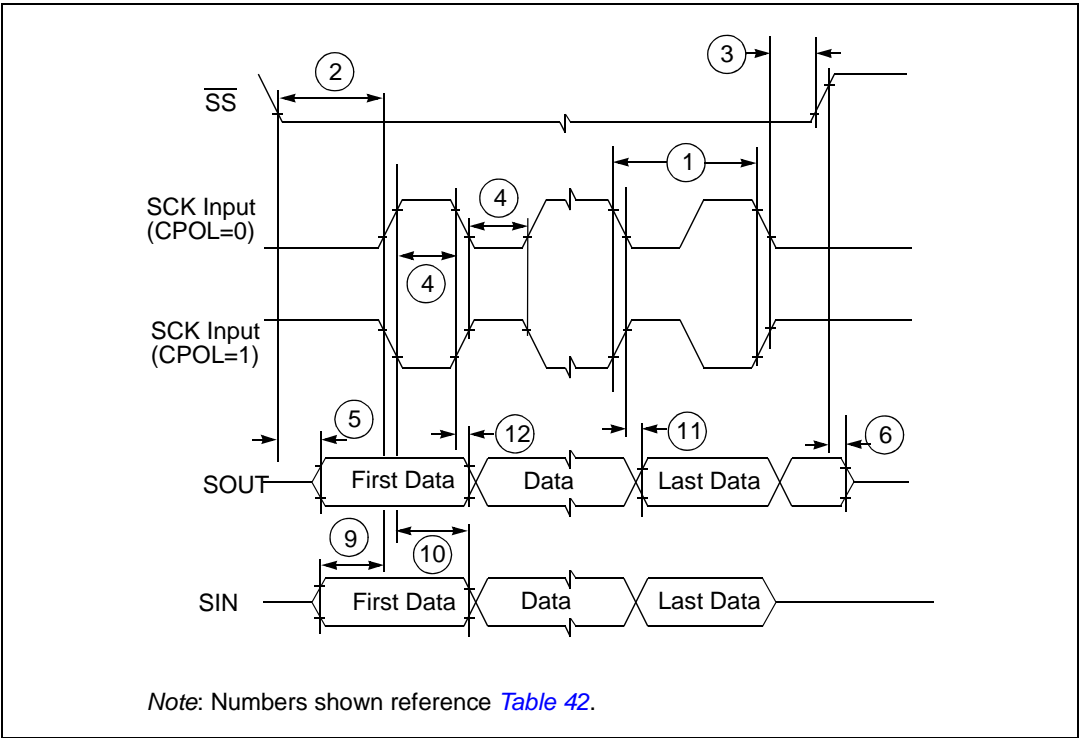 3
2
SS
1
SCK Input
(CPOL=0)
4
4
SCK Input
(CPOL=1)
5
12
11
6
SOUT
First Data
Data
Last Data
9
10
SIN
First Data
Data
Last Data
Note: Numbers shown reference Table 42.